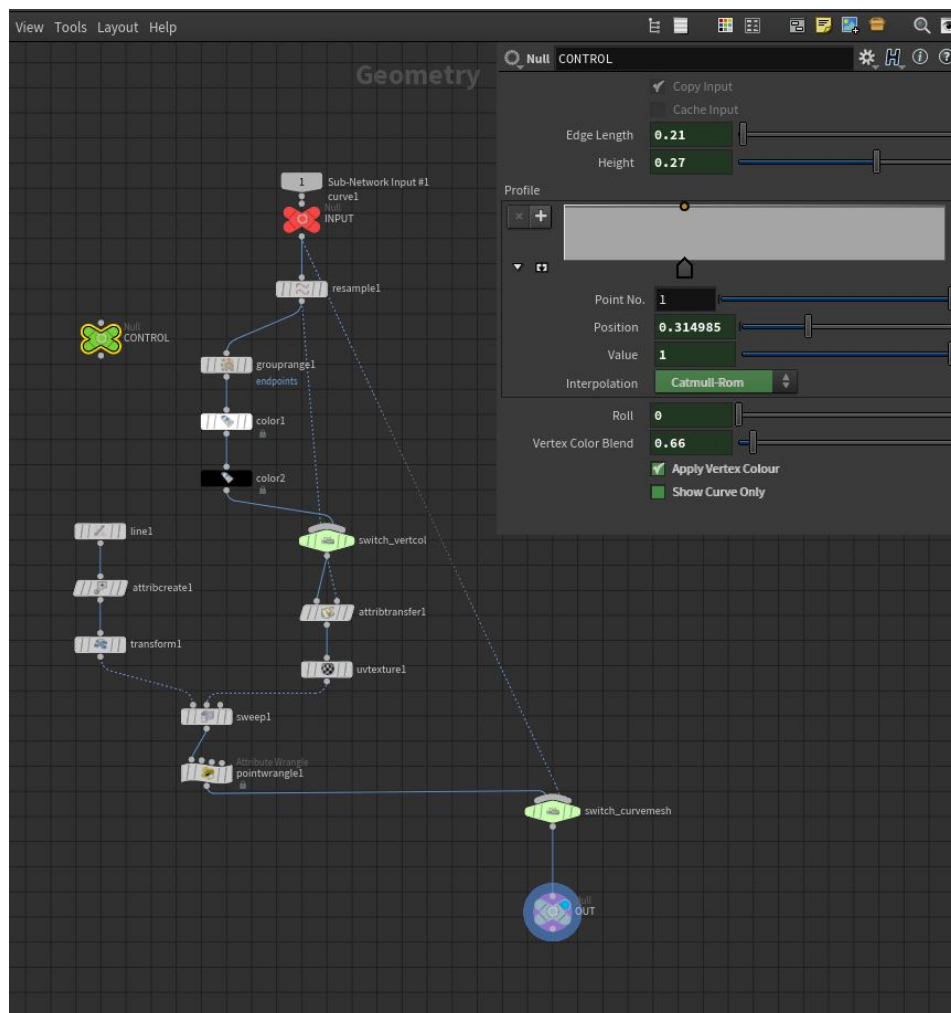 View Tools Layout Help
Geometry
Null CONTROL
Copy Input
Cache Input
Edge Length 0.21
Height 0.27
Profile
Point No. 1
Position 0.314985
Value 1
Interpolation Catmull-Rom
Roll 0
Vertex Color Blend 0.66
Apply Vertex Colour
Show Curve Only
1 Sub-Network Input #1
curve1
Null
INPUT
resample1
Null
CONTROL
grouprange1
endpoints
color1
color2
line1
switch_vertcol
attribcreate1
attribtransfer1
transform1
uvtexture1
sweep1
Attribute Wrangle
pointwrangle1
switch_curvemesh
Null
OUT